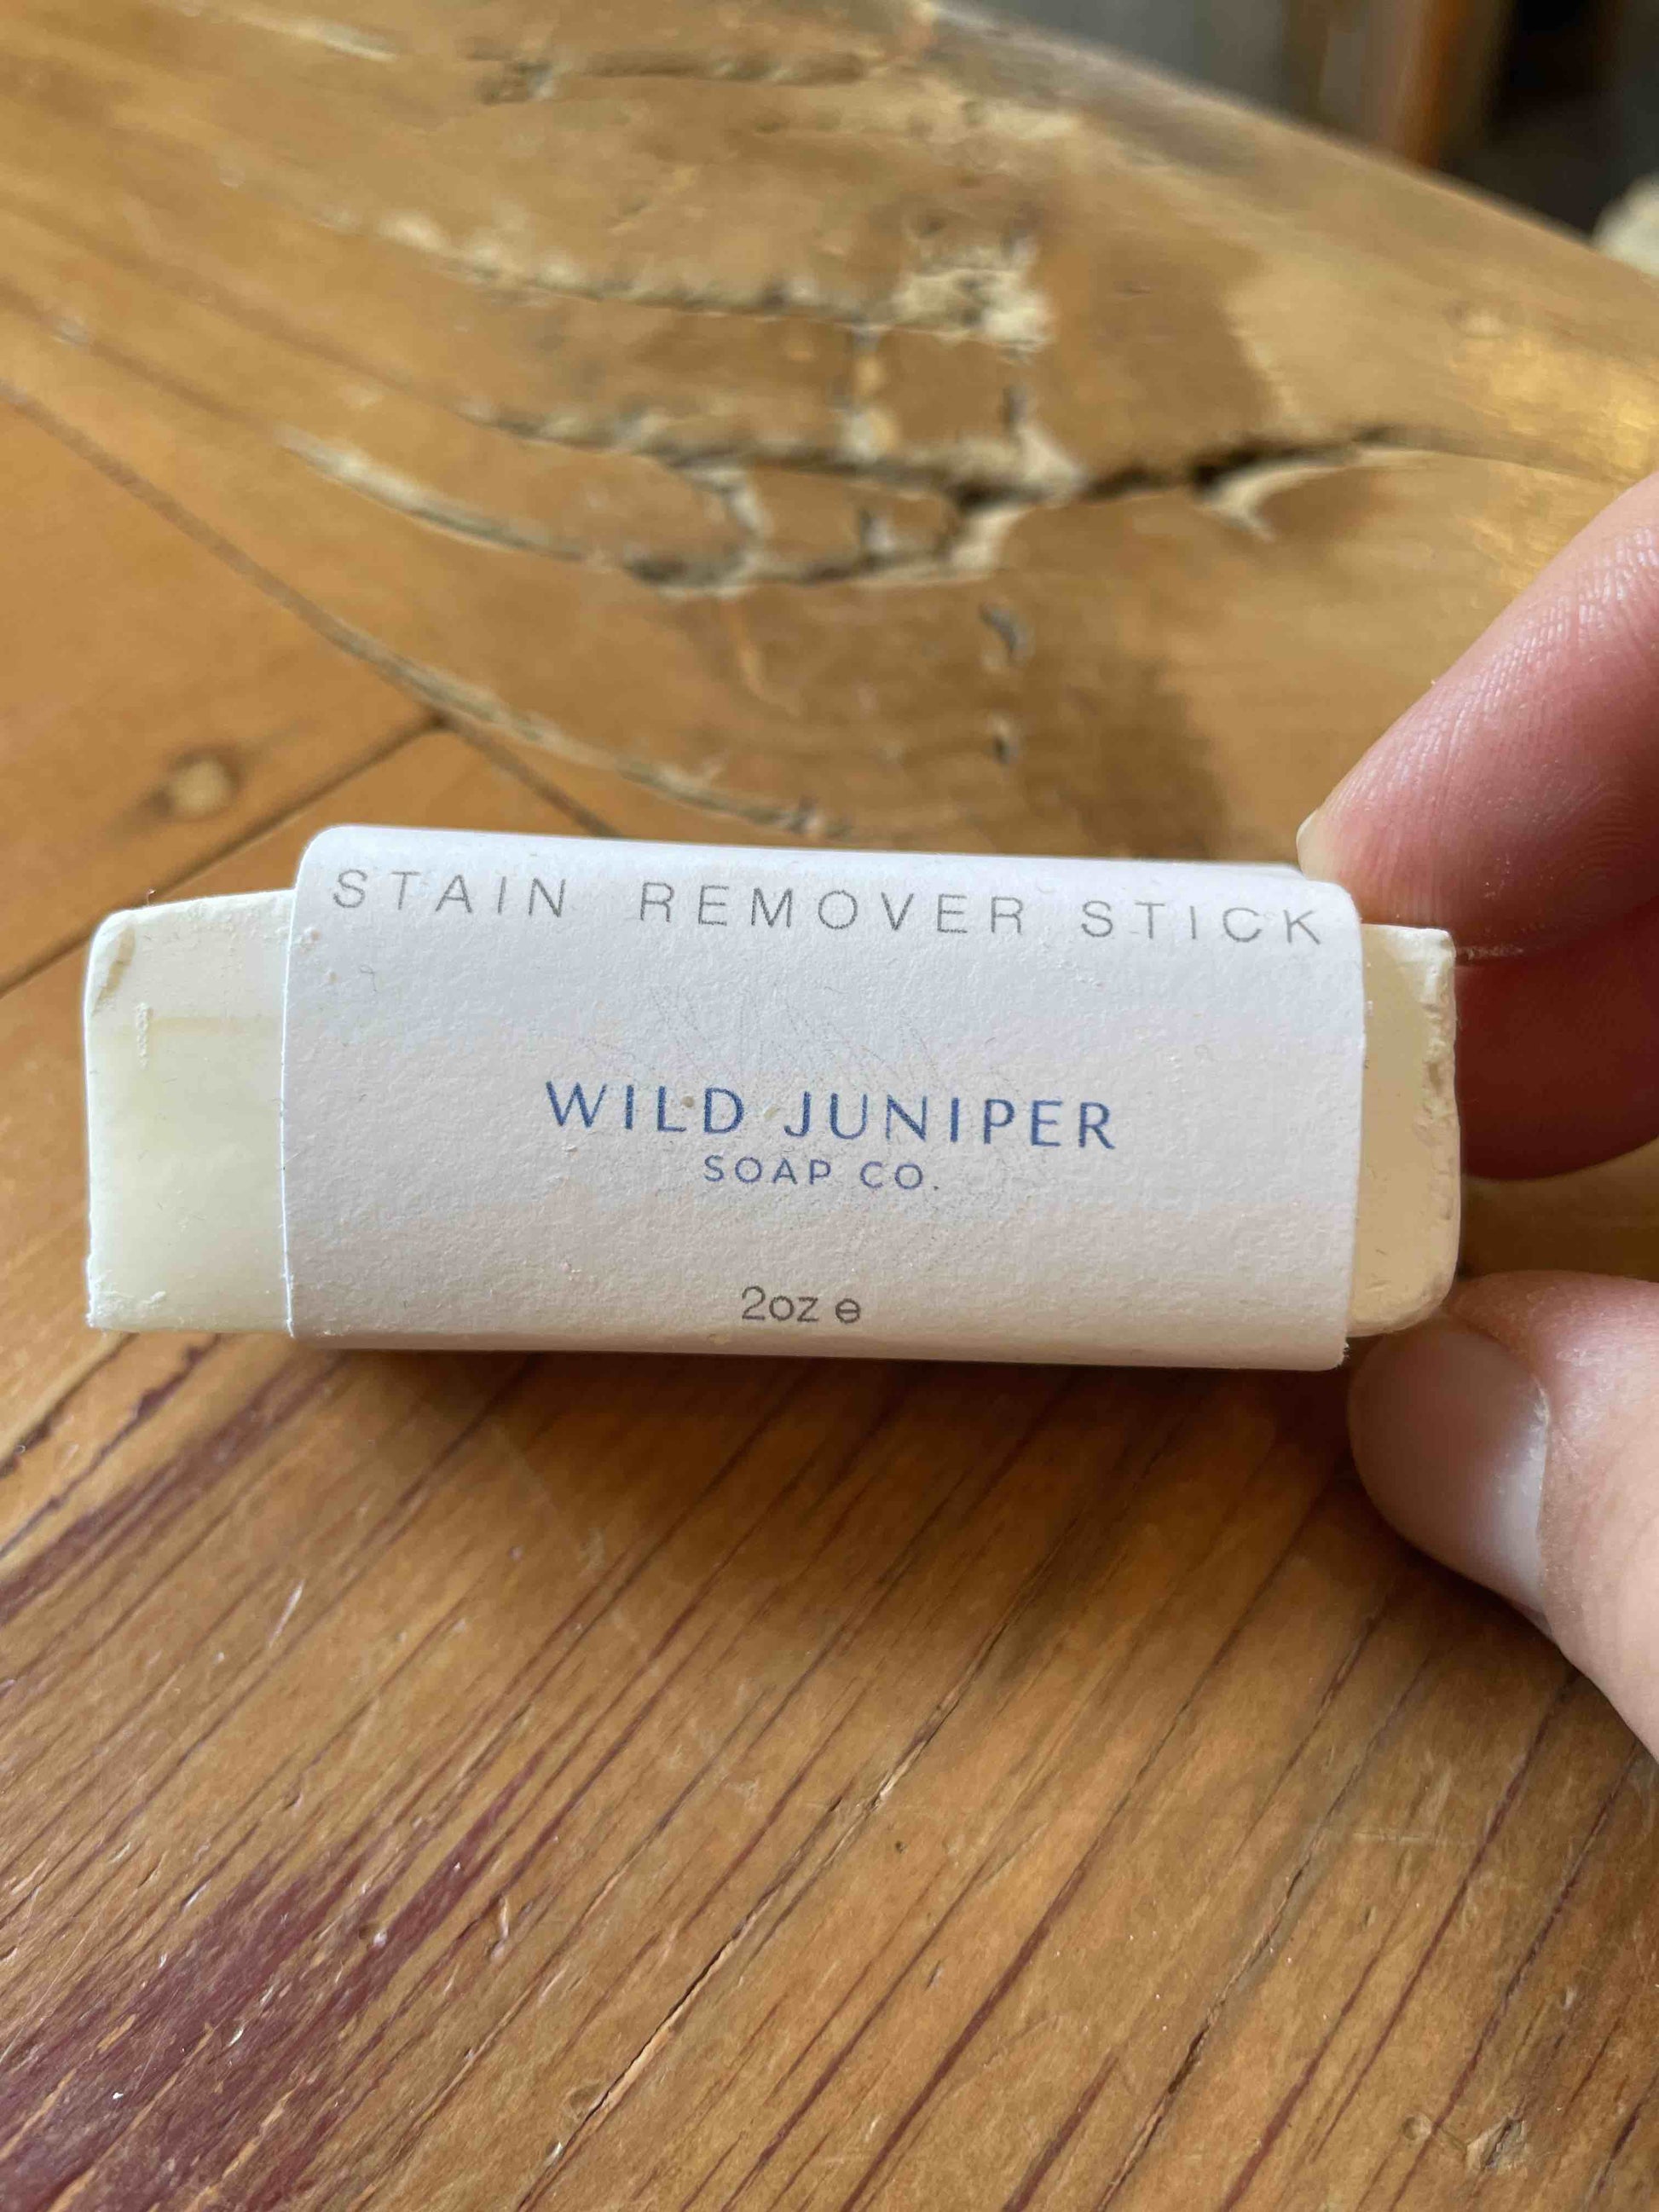 STAIN REMOVER STICK
WILD JUNIPER
SOAP CO.
2oz ℮